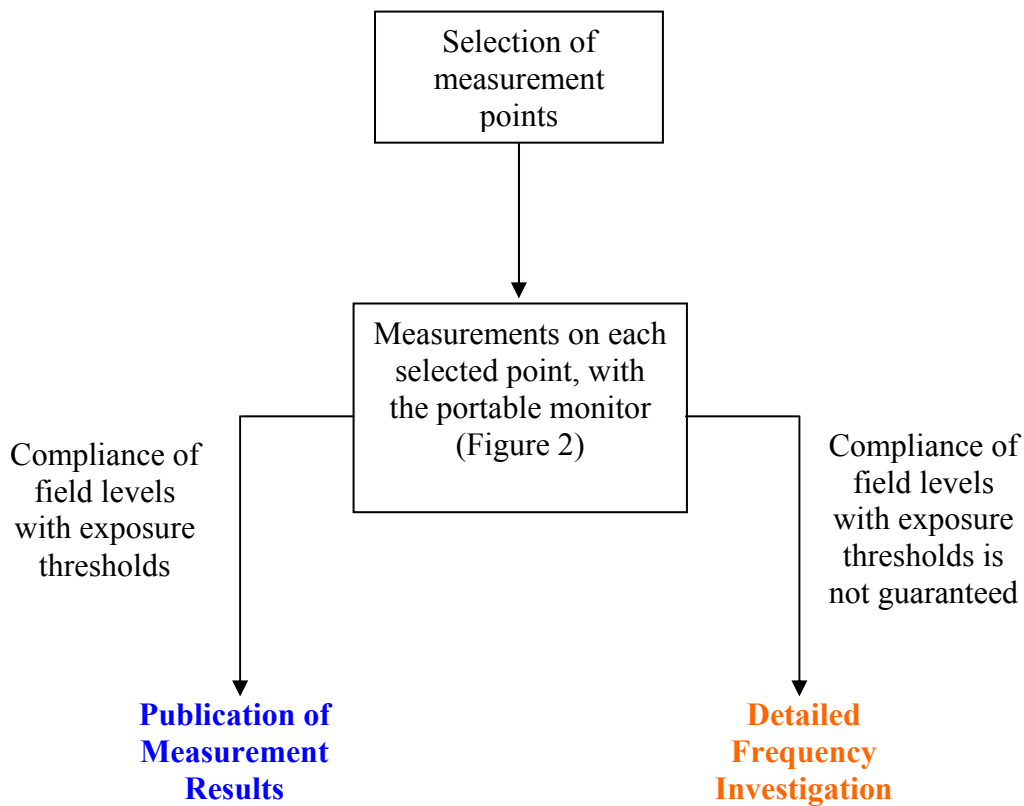 Selection of
measurement
points
Measurements on each
selected point, with
the portable monitor
(Figure 2)
Compliance of
field levels
with exposure
thresholds
Compliance of
field levels
with exposure
thresholds is
not guaranteed
Publication of
Measurement
Results
Detailed
Frequency
Investigation